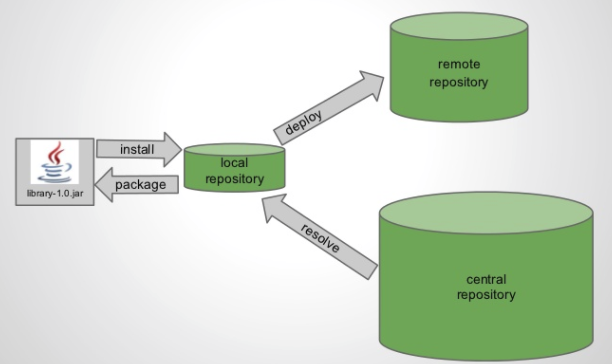 remote
repository
deploy
install
local
repository
package
library-1.0.jar
resolve
central
repository